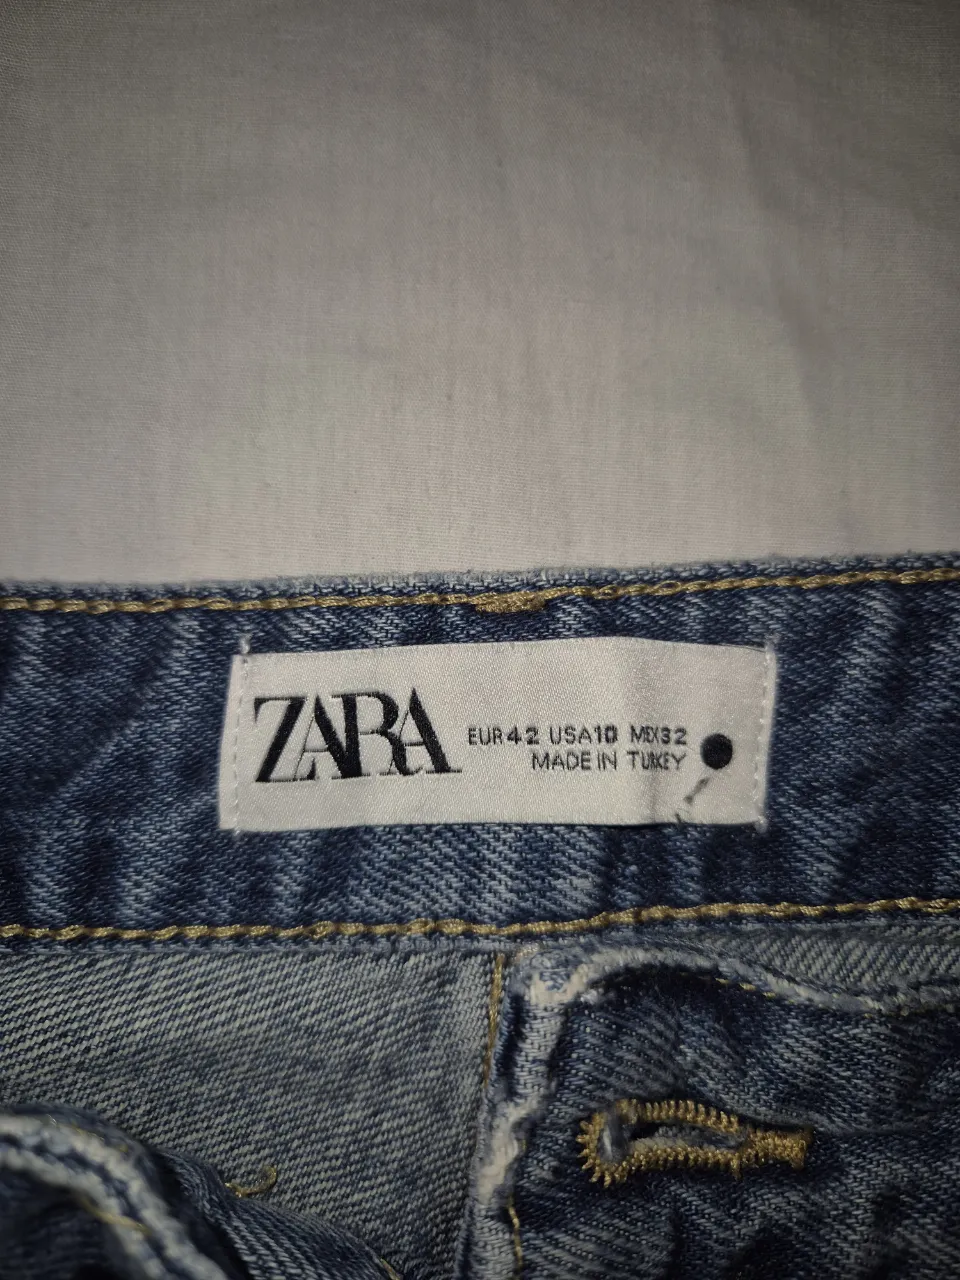 ZARA
EUR 42 USA 10 MEX 32
MADE IN TURKEY